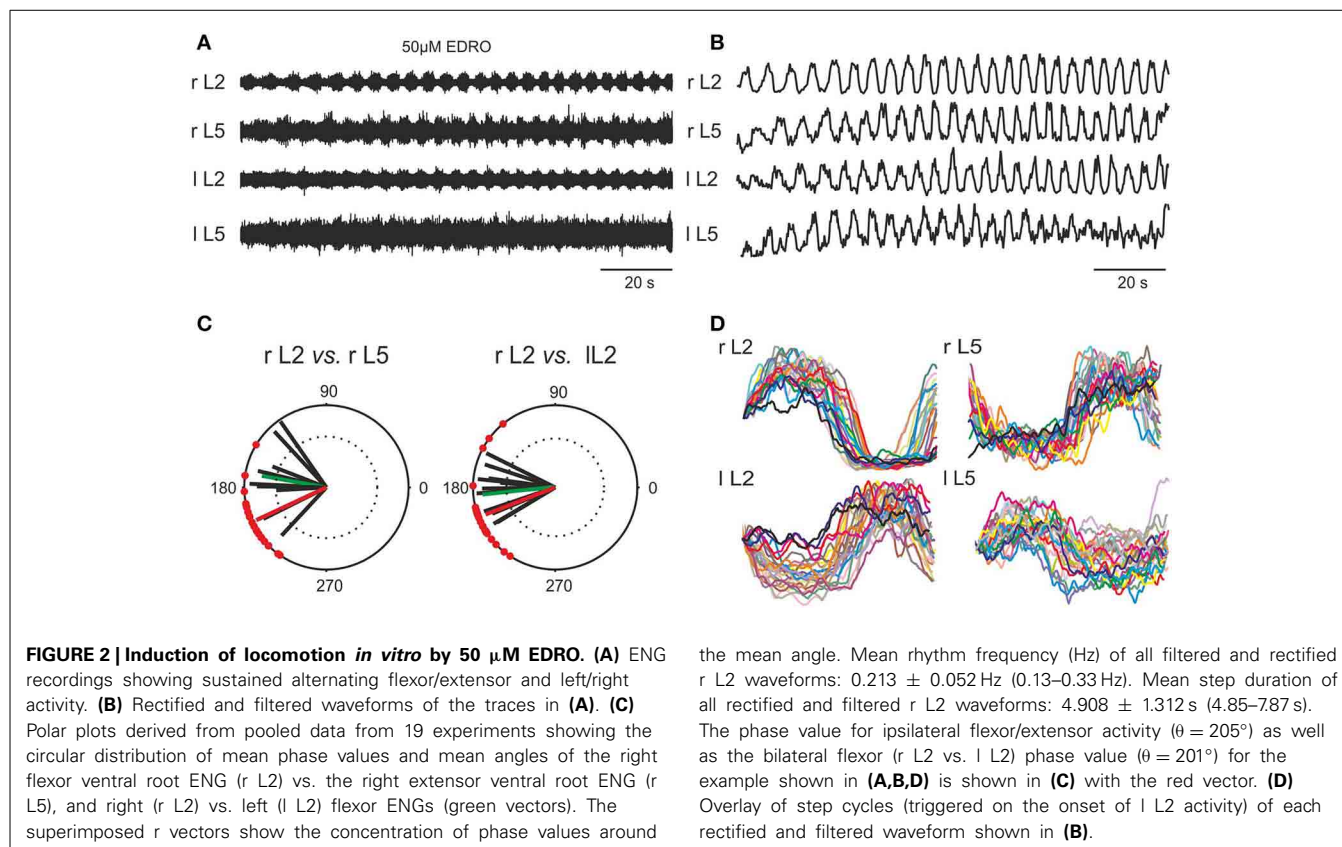 A
50µM EDRO
r L2
r L5
l L2
l L5
20 s
B
r L2
r L5
l L2
l L5
20 s
C
r L2 vs. r L5
90
180
0
270
r L2 vs. lL2
90
180
0
270
D
r L2
r L5
l L2
l L5
FIGURE 2 | Induction of locomotion in vitro by 50 µM EDRO. (A) ENG
recordings showing sustained alternating flexor/extensor and left/right
activity. (B) Rectified and filtered waveforms of the traces in (A). (C)
Polar plots derived from pooled data from 19 experiments showing the
circular distribution of mean phase values and mean angles of the right
flexor ventral root ENG (r L2) vs. the right extensor ventral root ENG (r
L5), and right (r L2) vs. left (l L2) flexor ENGs (green vectors). The
superimposed r vectors show the concentration of phase values around
the mean angle. Mean rhythm frequency (Hz) of all filtered and rectified
r L2 waveforms: 0.213 ± 0.052 Hz (0.13–0.33 Hz). Mean step duration of
all rectified and filtered r L2 waveforms: 4.908 ± 1.312 s (4.85–7.87 s).
The phase value for ipsilateral flexor/extensor activity (θ = 205°) as well
as the bilateral flexor (r L2 vs. l L2) phase value (θ = 201°) for the
example shown in (A,B,D) is shown in (C) with the red vector. (D)
Overlay of step cycles (triggered on the onset of l L2 activity) of each
rectified and filtered waveform shown in (B).